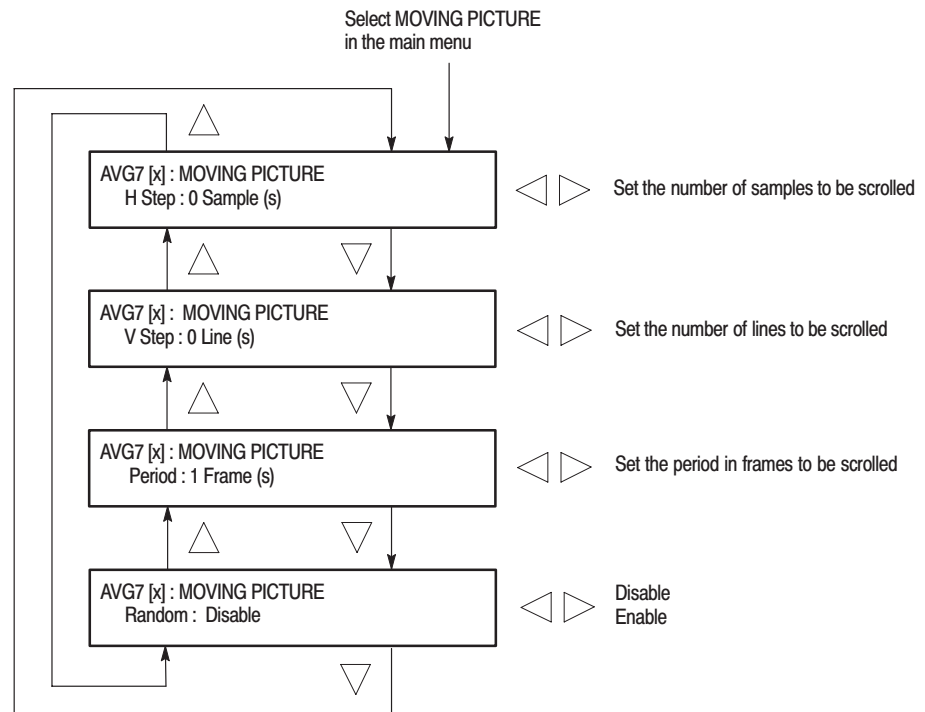 Select MOVING PICTURE
in the main menu
AVG7 [x] : MOVING PICTURE
H Step : 0 Sample (s)
Set the number of samples to be scrolled
AVG7 [x] : MOVING PICTURE
V Step : 0 Line (s)
Set the number of lines to be scrolled
AVG7 [x] : MOVING PICTURE
Period : 1 Frame (s)
Set the period in frames to be scrolled
AVG7 [x] : MOVING PICTURE
Random : Disable
Disable
Enable